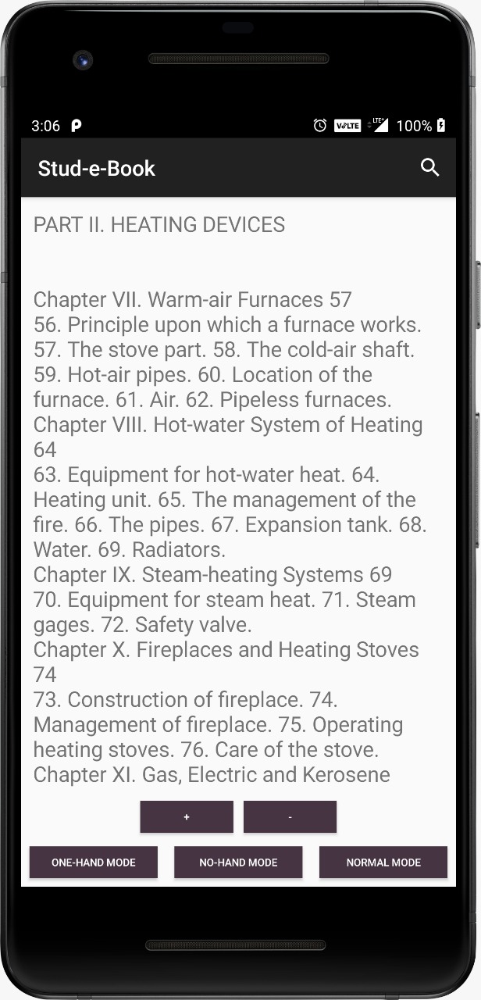 3:06
VoLTE
LTE+
100%
Stud-e-Book
PART II. HEATING DEVICES
Chapter VII. Warm-air Furnaces 57
56. Principle upon which a furnace works.
57. The stove part. 58. The cold-air shaft.
59. Hot-air pipes. 60. Location of the
furnace. 61. Air. 62. Pipeless furnaces.
Chapter VIII. Hot-water System of Heating
64
63. Equipment for hot-water heat. 64.
Heating unit. 65. The management of the
fire. 66. The pipes. 67. Expansion tank. 68.
Water. 69. Radiators.
Chapter IX. Steam-heating Systems 69
70. Equipment for steam heat. 71. Steam
gages. 72. Safety valve.
Chapter X. Fireplaces and Heating Stoves
74
73. Construction of fireplace. 74.
Management of fireplace. 75. Operating
heating stoves. 76. Care of the stove.
Chapter XI. Gas, Electric and Kerosene
+ -
ONE-HAND MODE NO-HAND MODE NORMAL MODE